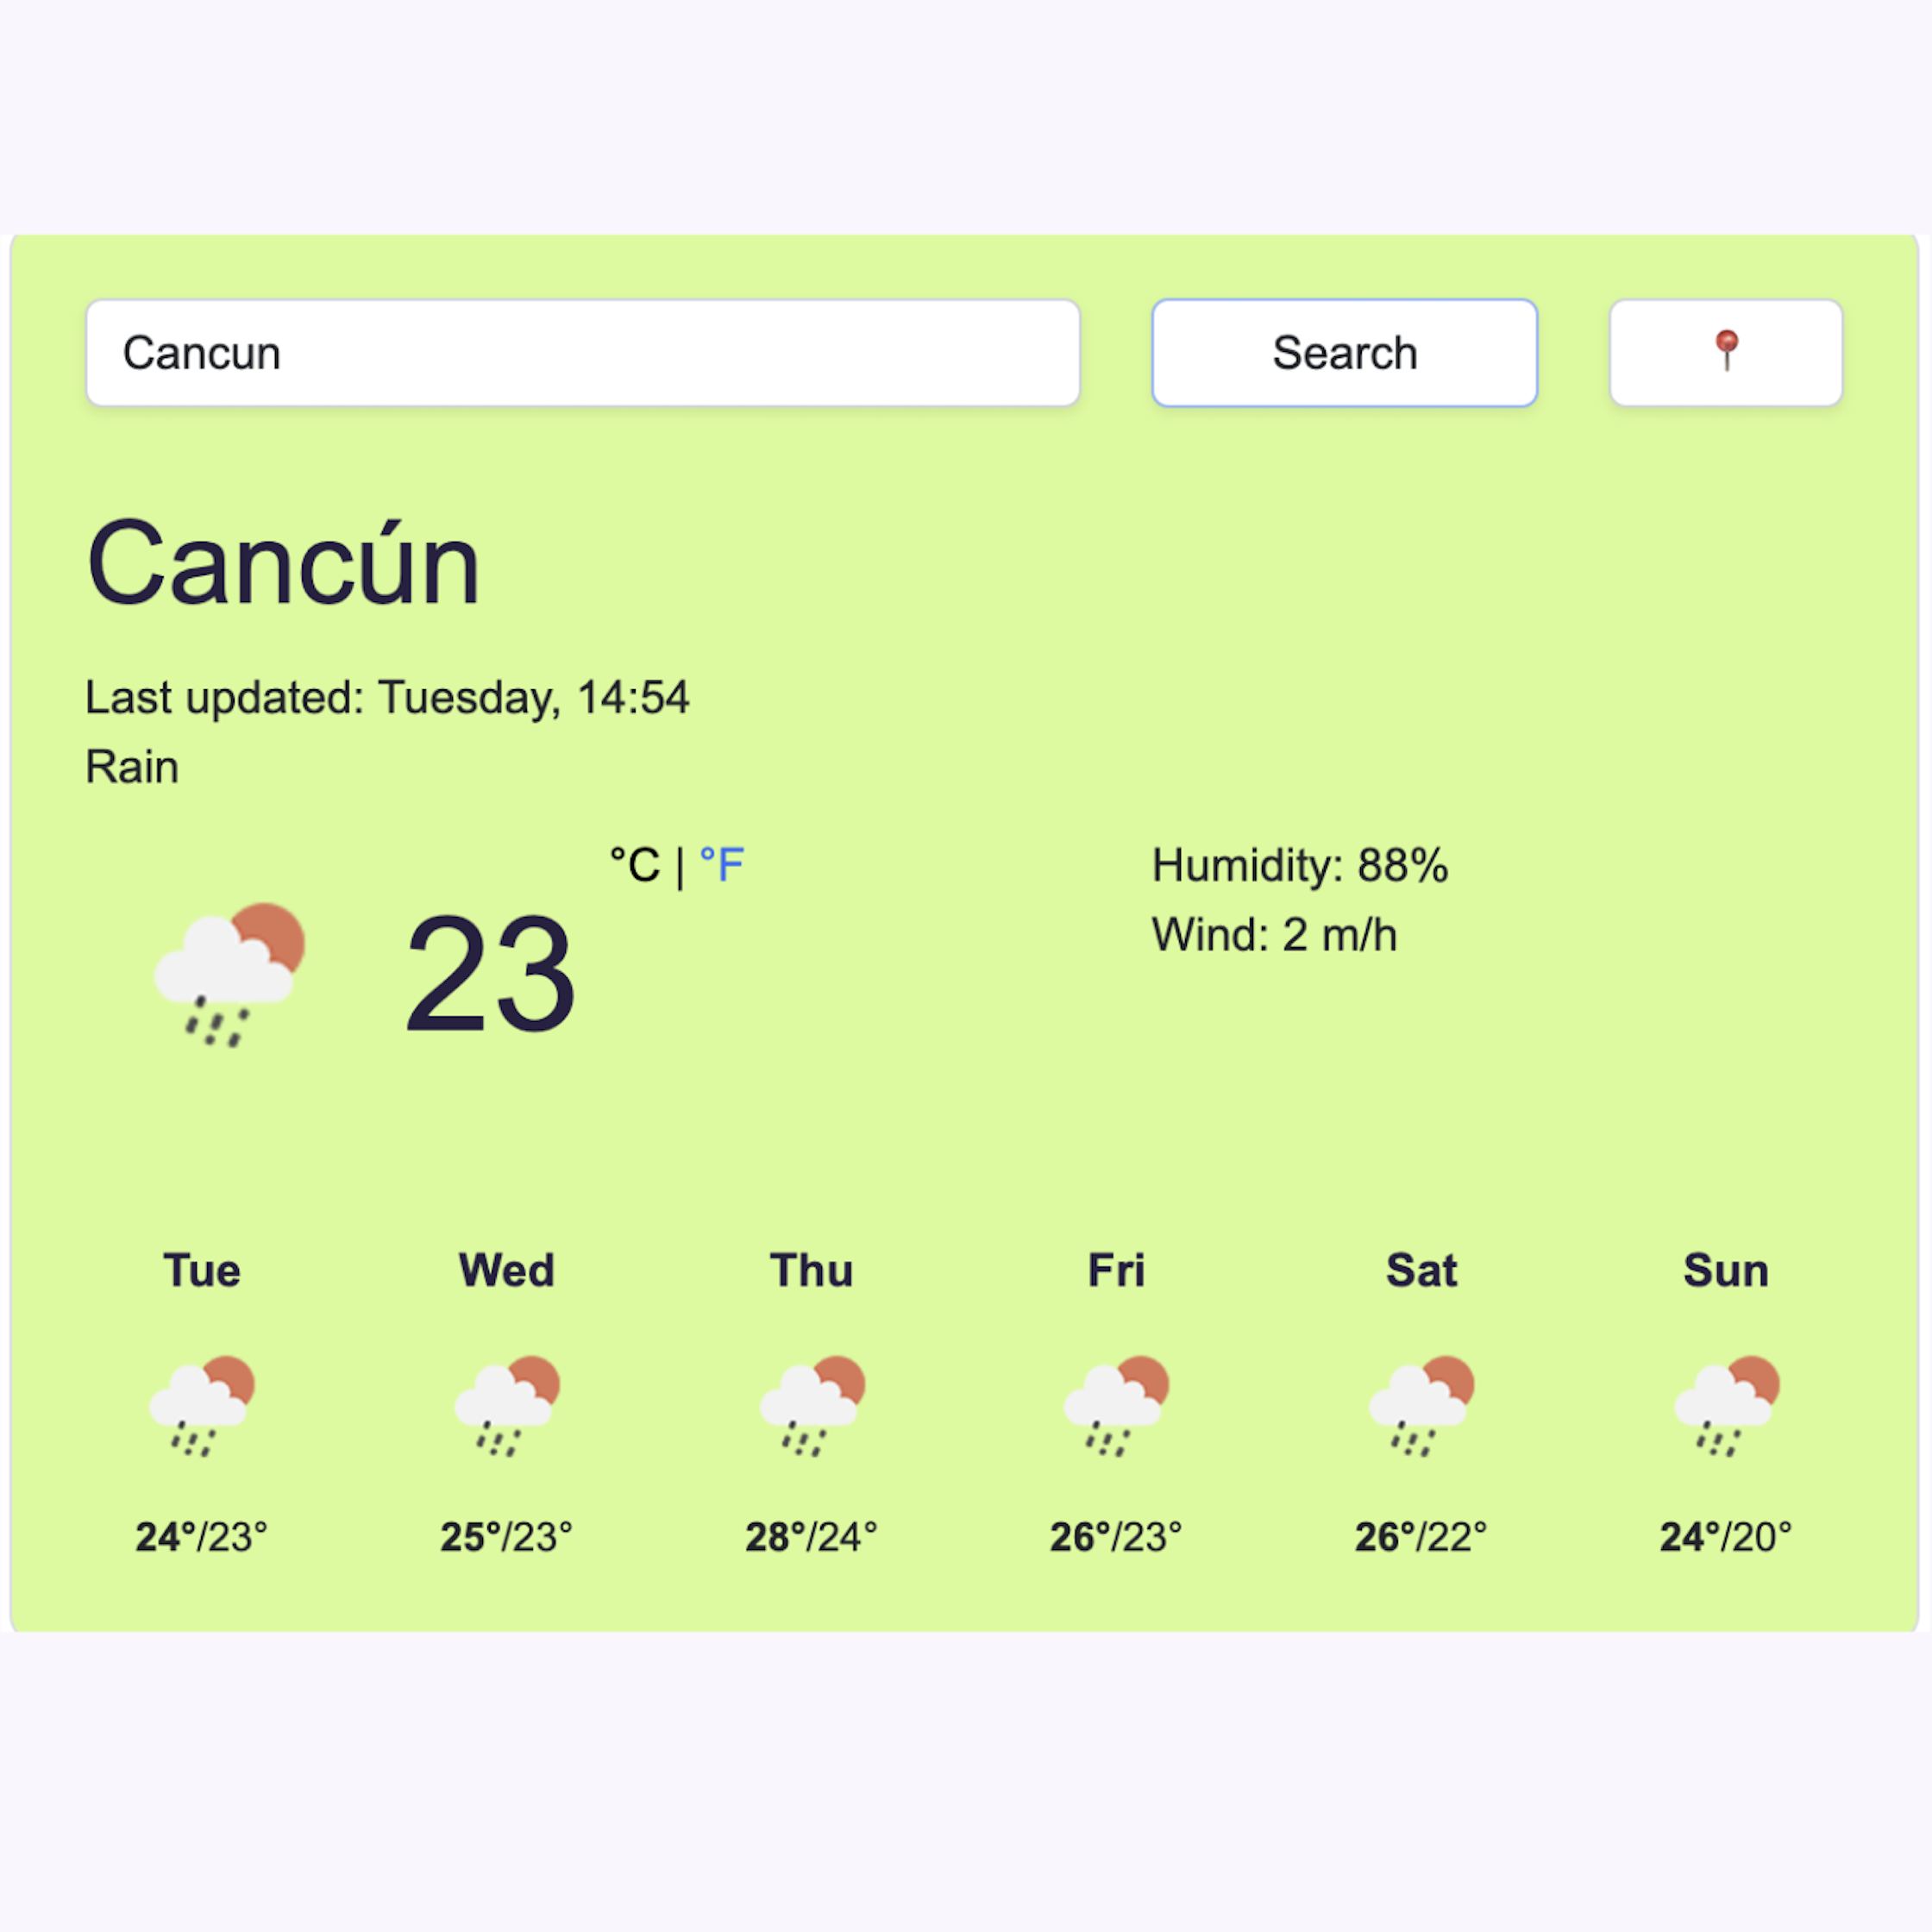 Cancun
Search
Cancún
Last updated: Tuesday, 14:54
Rain
°C | °F
23
Humidity: 88%
Wind: 2 m/h
Tue Wed Thu Fri Sat Sun
24°/23° 25°/23° 28°/24° 26°/23° 26°/22° 24°/20°